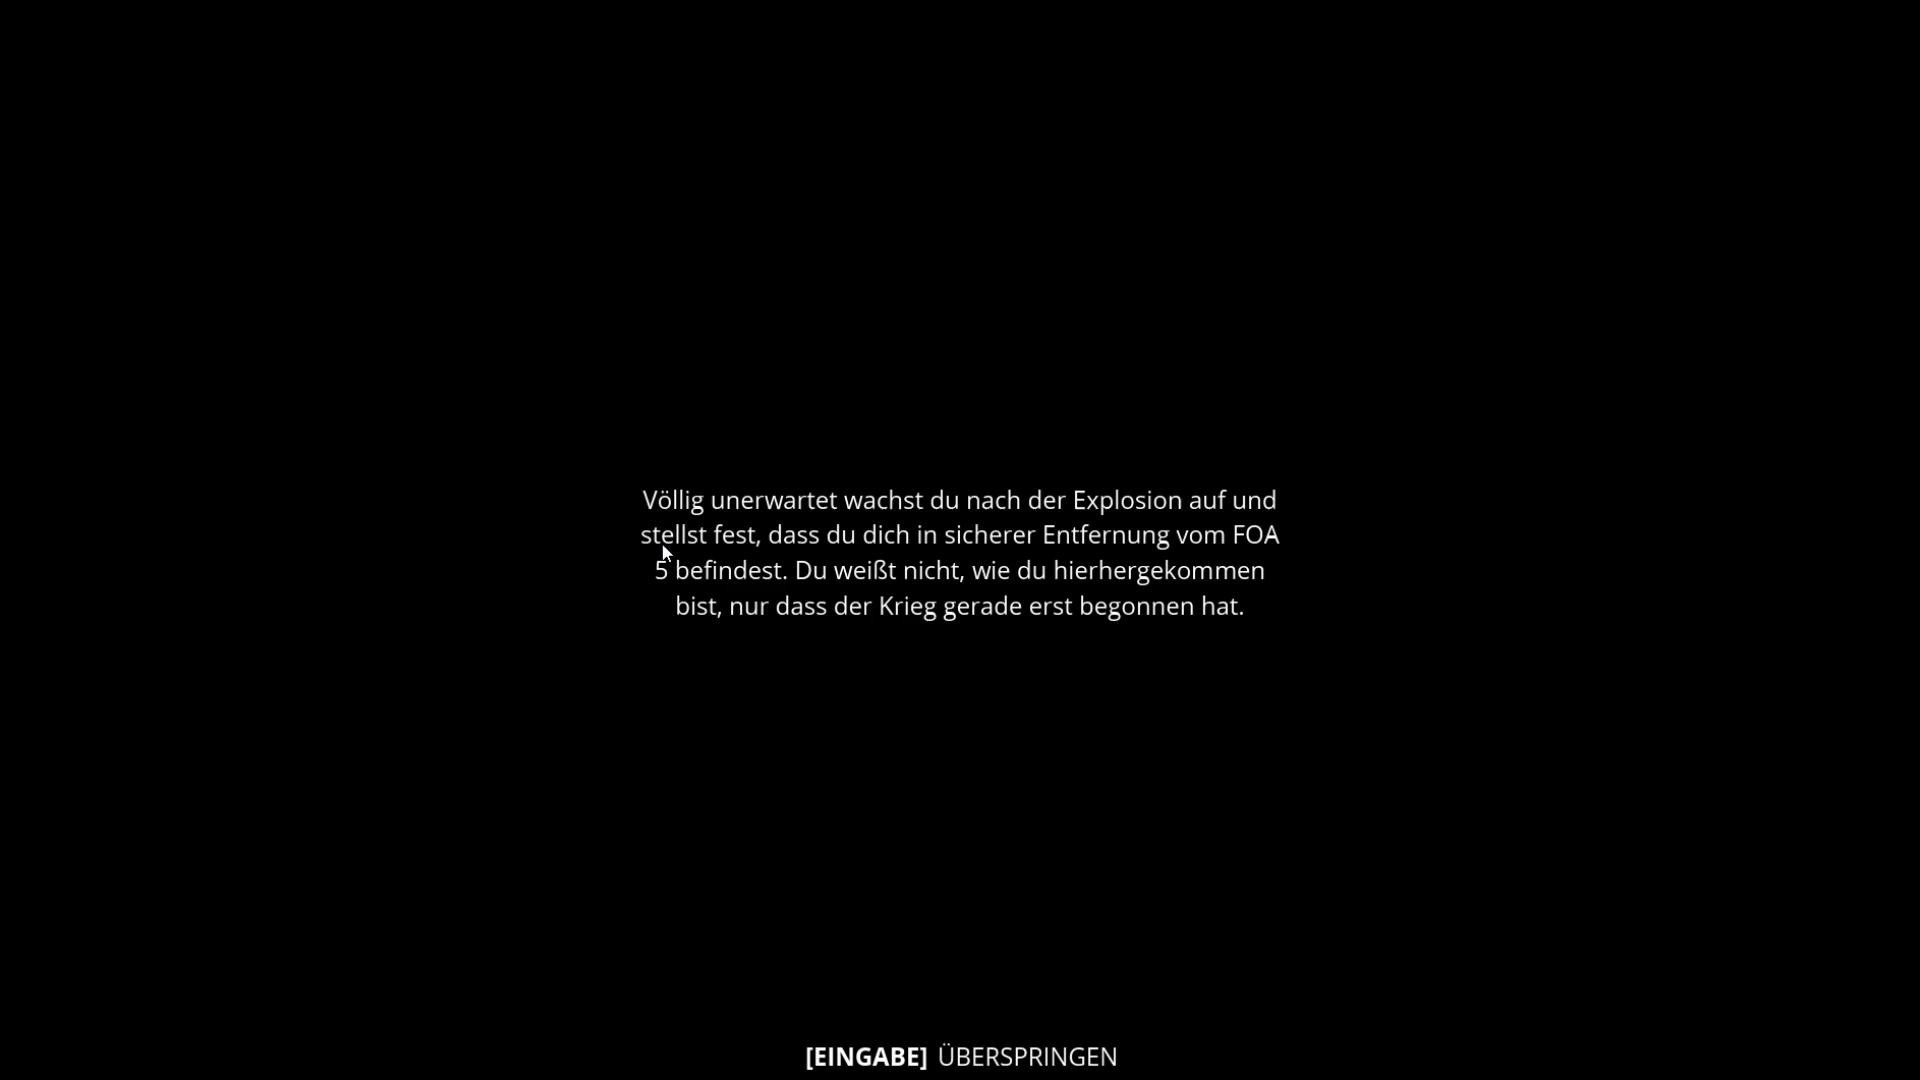 Völlig unerwartet wachst du nach der Explosion auf und
stellst fest, dass du dich in sicherer Entfernung vom FOA
5 befindest. Du weißt nicht, wie du hierhergekommen
bist, nur dass der Krieg gerade erst begonnen hat.
[EINGABE] ÜBERSPRINGEN